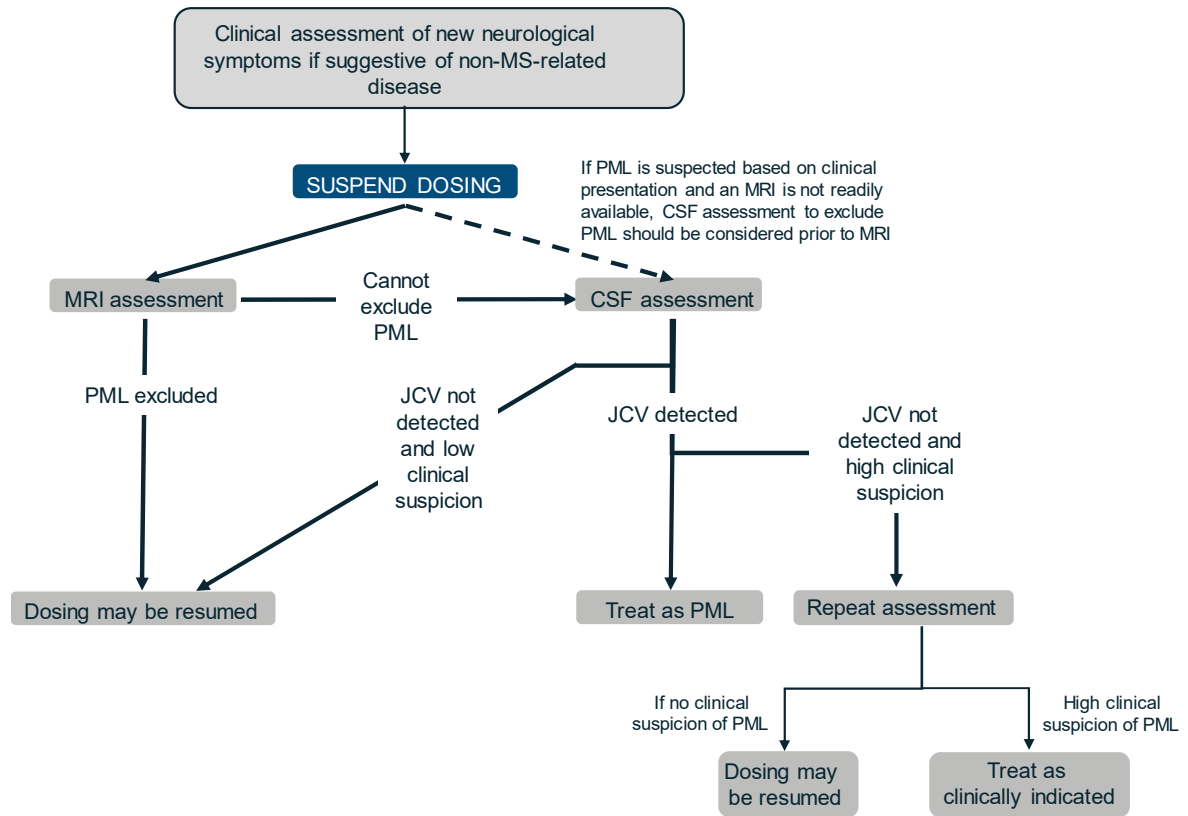 Clinical assessment of new neurological
symptoms if suggestive of non-MS-related
disease
SUSPEND DOSING
If PML is suspected based on clinical
presentation and an MRI is not readily
available, CSF assessment to exclude
PML should be considered prior to MRI
MRI assessment
Cannot
exclude
PML
CSF assessment
PML excluded
JCV not
detected
and low
clinical
suspicion
JCV detected
JCV not
detected and
high clinical
suspicion
Dosing may be resumed
Treat as PML
Repeat assessment
If no clinical
suspicion of PML
High clinical
suspicion of PML
Dosing may
be resumed
Treat as
clinically indicated